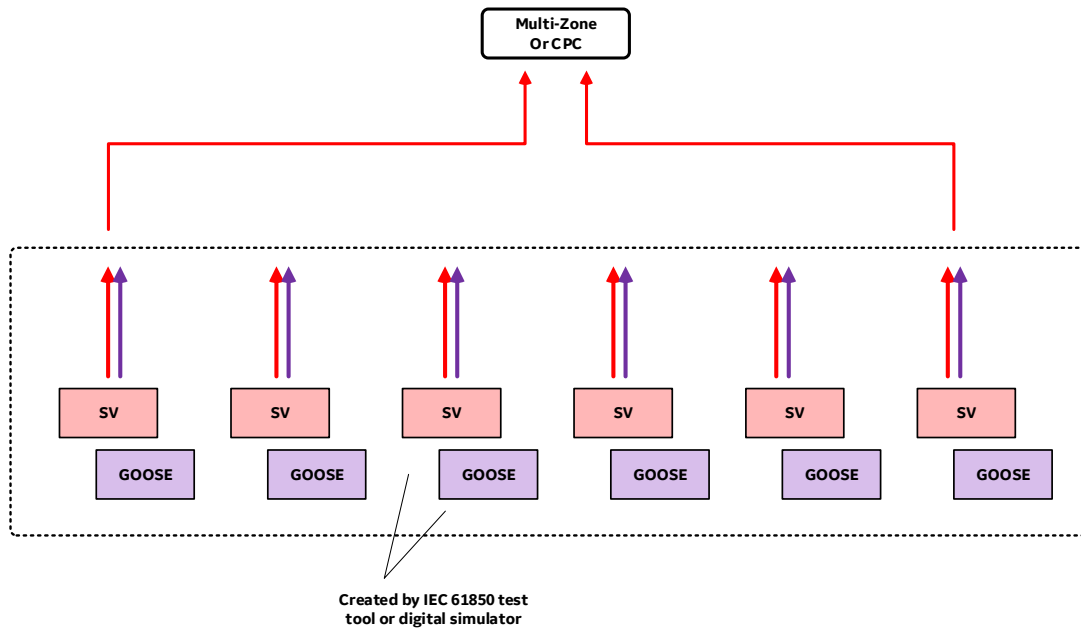 Multi-Zone
Or CPC
SV
SV
SV
SV
SV
SV
GOOSE
GOOSE
GOOSE
GOOSE
GOOSE
GOOSE
Created by IEC 61850 test
tool or digital simulator